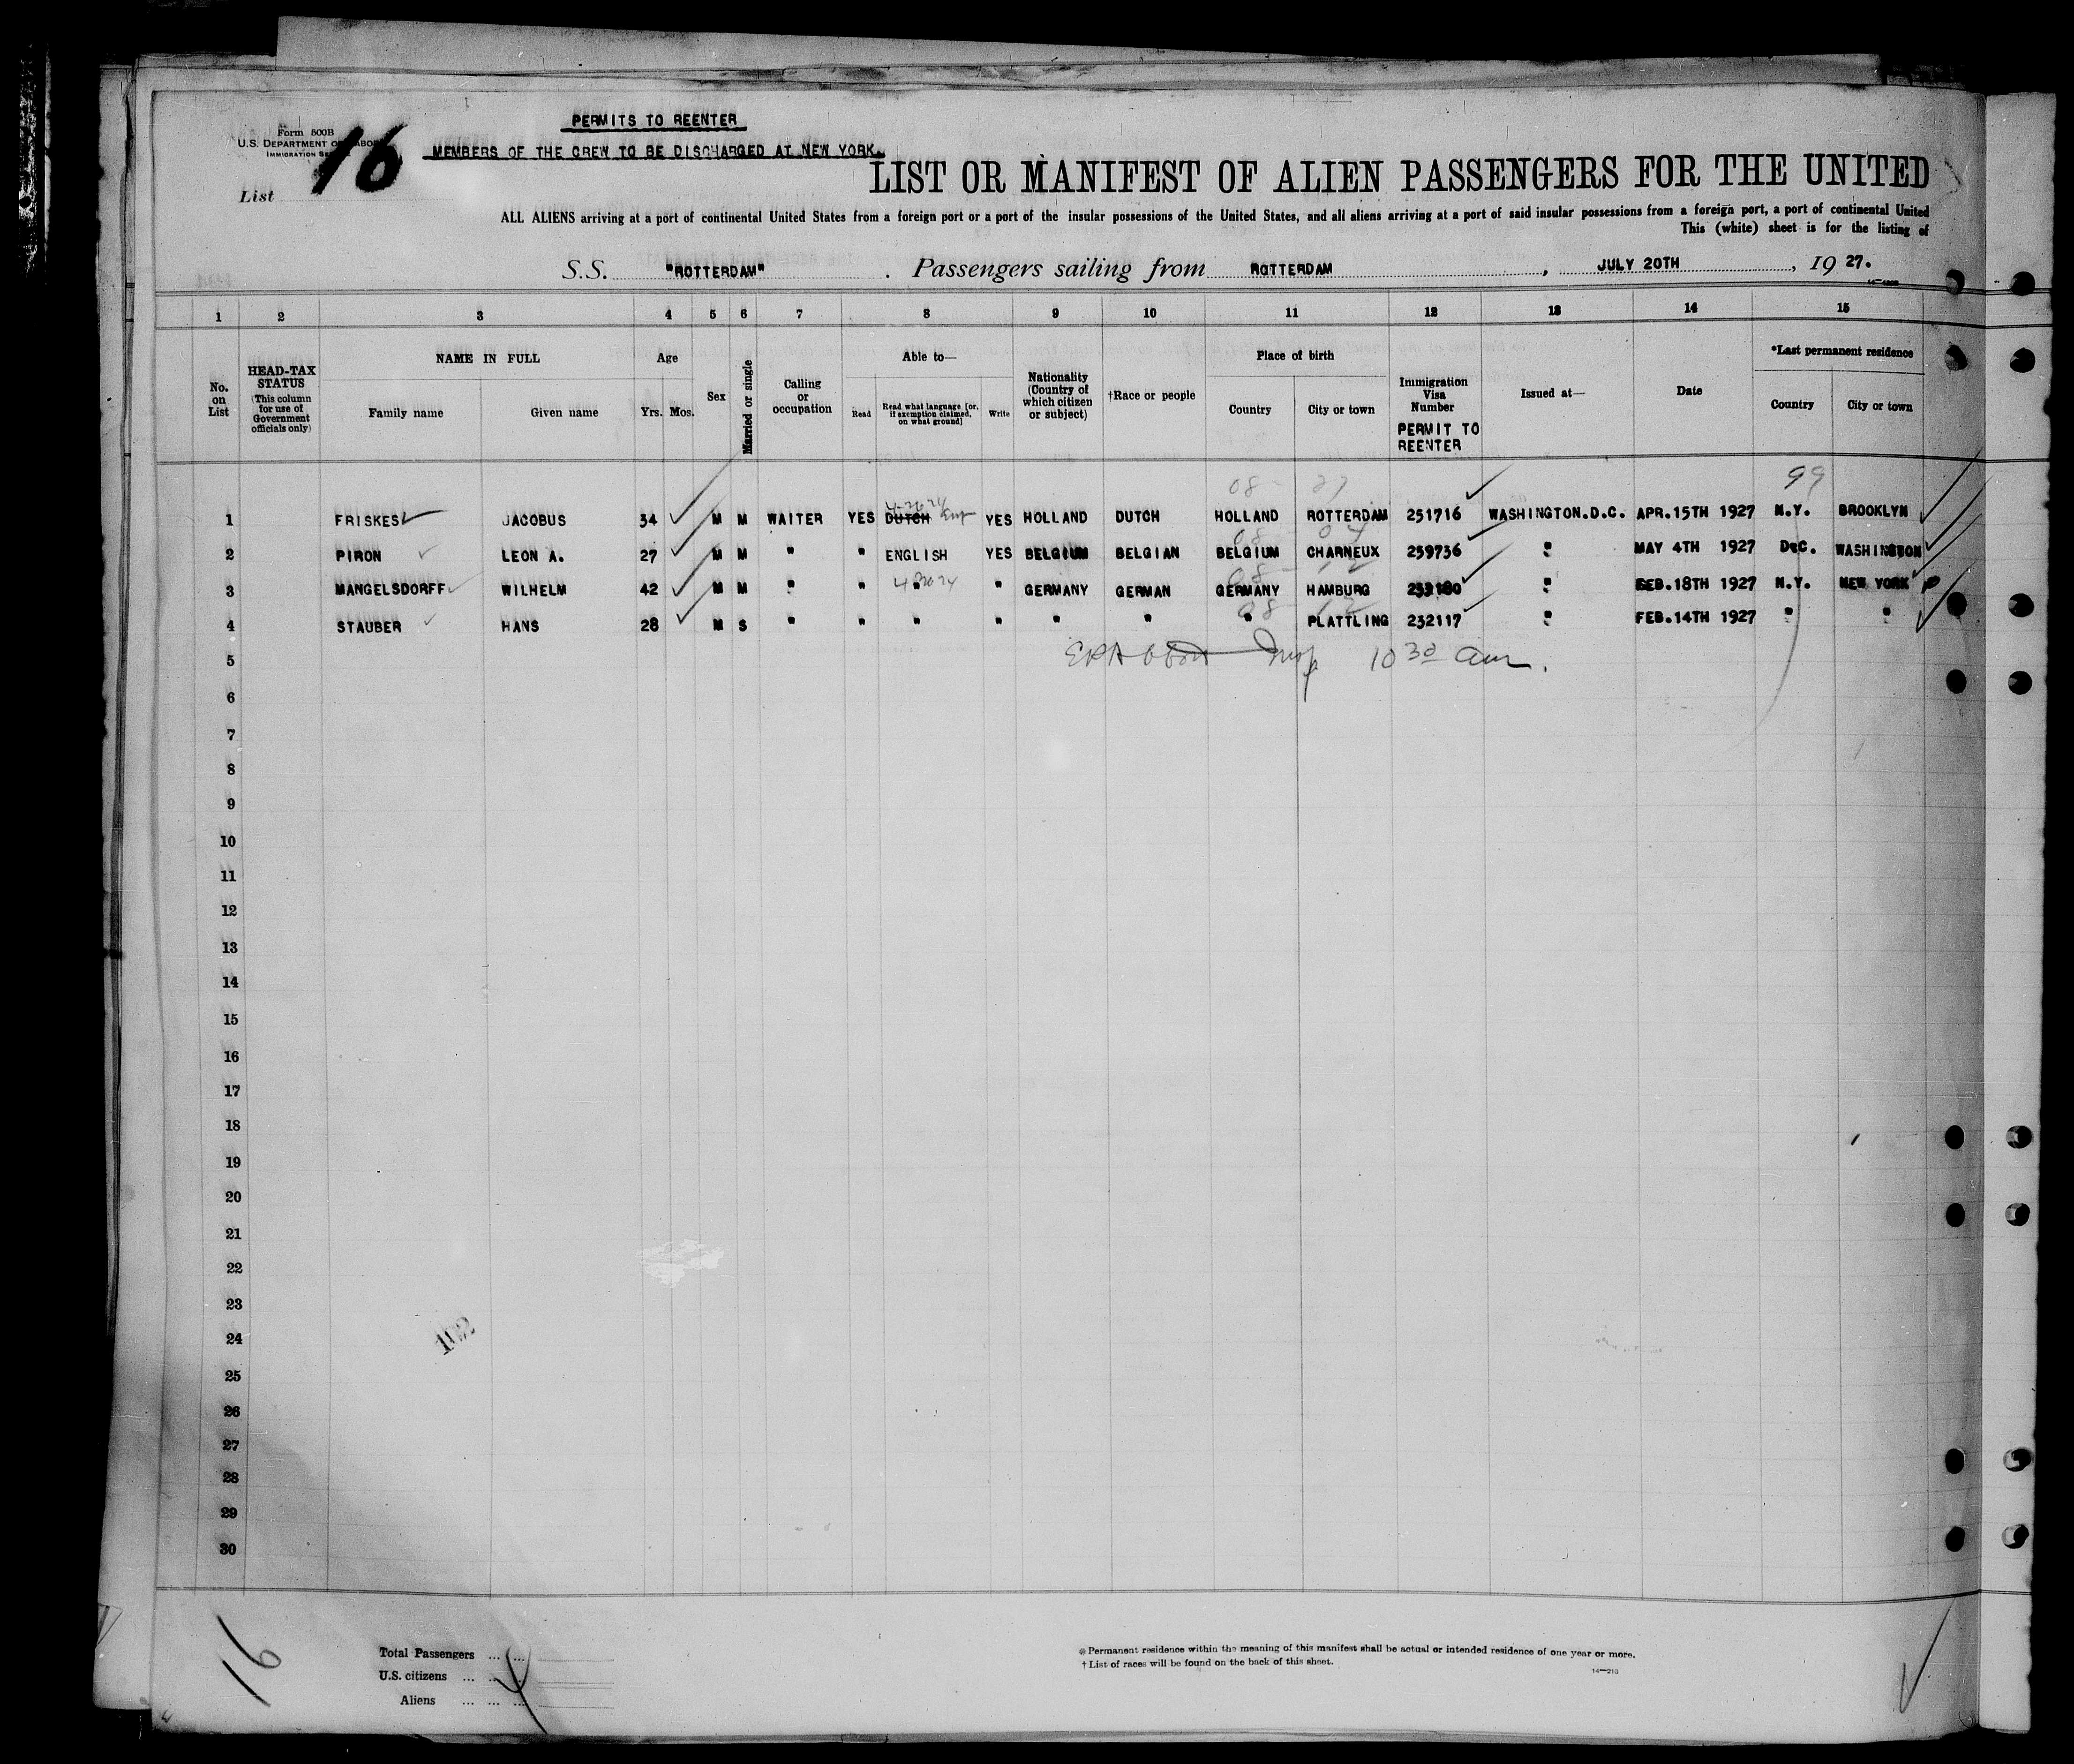 PERMITS TO REENTER
Form 500B
U.S. DEPARTMENT OF LABOR
MEMBERS OF THE CREW TO BE DISCHARGED AT NEW YORK.
IMMIGRATION
List 16
LIST OR MANIFEST OF ALIEN PASSENGERS FOR THE UNITED
ALL ALIENS arriving at a port of continental United States from a foreign port or a port of the insular possessions of the United States, and all aliens arriving at a port of said insular possessions from a foreign port, a port of continental United
This (white) sheet is for the listing of
S.S. "ROTTERDAM". Passengers sailing from ROTTERDAM, JULY 20TH, 19 27.
1 2 3 4 5 6 7 8 9 10 11 12 13 14 15
No. on List
HEAD-TAX STATUS (This column for use of Government officials only)
NAME IN FULL
Family name Given name
Age
Yrs. Mos.
Sex
Married or single
Calling or occupation
Able to—
Read
Read what language [or, if exemption claimed, on what ground]
Write
Nationality (Country of which citizen or subject)
†Race or people
Place of birth
Country City or town
Immigration Visa Number
PERMIT TO REENTER
Issued at—
Date
*Last permanent residence
Country City or town
08 - 27 99
1 FRISKES JACOBUS 34 M M WAITER YES DUTCH Eng YES HOLLAND DUTCH HOLLAND ROTTERDAM 251716 WASHINGTON.D.C. APR.15TH 1927 N.Y. BROOKLYN
2 PIRON LEON A. 27 M M " " ENGLISH YES BELGIUM BELGIAN BELGIUM CHARNEUX 259736 " MAY 4TH 1927 D.C. WASHINGTON
3 MANGELSDORFF WILHELM 42 M M " " " " GERMANY GERMAN GERMANY HAMBURG 233180 " FEB.18TH 1927 N.Y. NEW YORK
4 STAUBER HANS 28 M S " " " " " " " PLATTLING 232117 " FEB.14TH 1927 " "
5 10 30 am.
6
7
8
9
10
11
12
13
14
15
16
17
18
19
20
21
22
23
24
25
26
27
28
29
30
102
16
Total Passengers ... ...
U.S. citizens ... ...
Aliens ... ... ...
4
* Permanent residence within the meaning of this manifest shall be actual or intended residence of one year or more.
† List of races will be found on the back of this sheet.
14—213